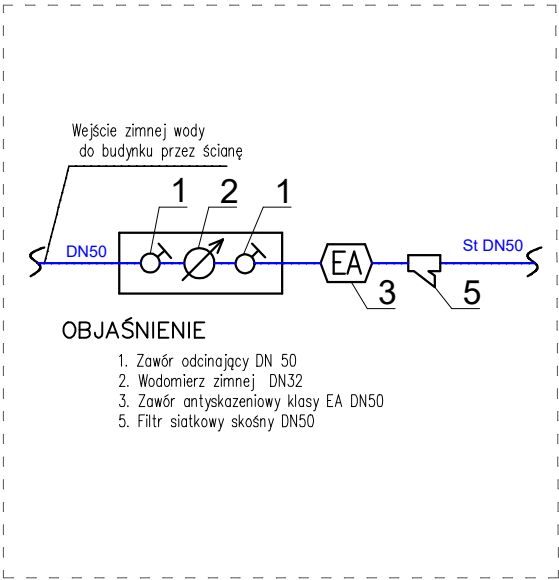 Wejście zimnej wody
do budynku przez ścianę
1 2 1
DN50
St DN50
EA
3 5
OBJAŚNIENIE
1. Zawór odcinający DN 50
2. Wodomierz zimnej DN32
3. Zawór antyskazeniowy klasy EA DN50
5. Filtr siatkowy skośny DN50